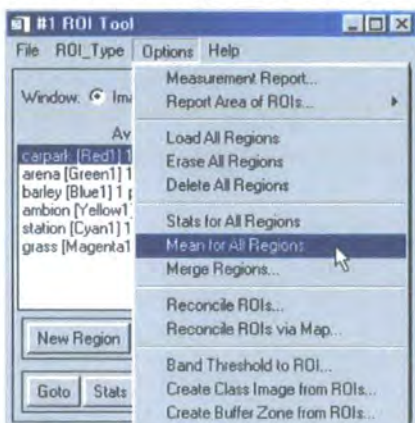 #1 ROI Tool
File ROI_Type Options Help
Window: Ima
Av
carpark [Red1] 1
arena [Green1] 1
barley [Blue1] 1 p
ambion [Yellow1]
station [Cyan1] 1
grass [Magenta1
New Region
Goto Stats
Measurement Report...
Report Area of ROIs...
Load All Regions
Erase All Regions
Delete All Regions
Stats for All Regions
Mean for All Regions
Merge Regions...
Reconcile ROIs...
Reconcile ROIs via Map...
Band Threshold to ROI...
Create Class Image from ROIs...
Create Buffer Zone from ROIs...